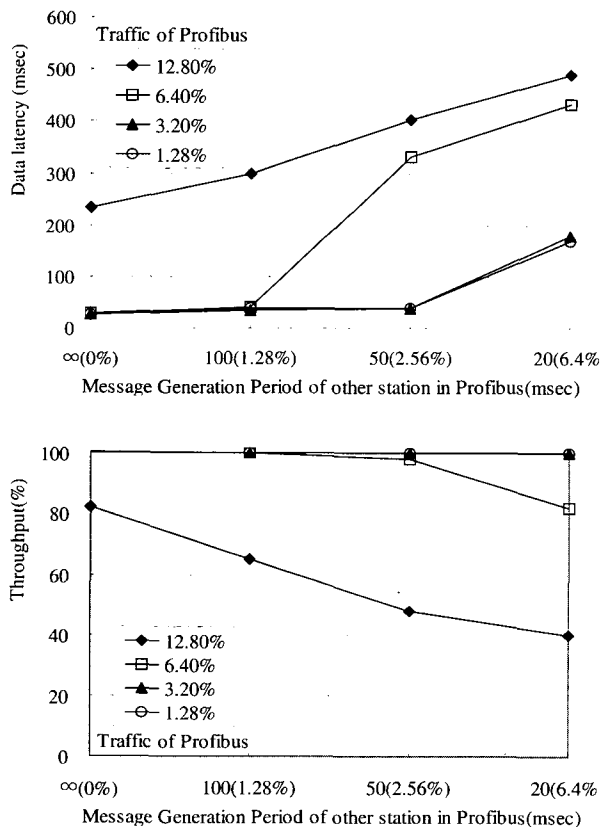 600
500
400
300
200
100
0
Data latency (msec)
Traffic of Profibus
12.80%
6.40%
3.20%
1.28%
∞(0%) 100(1.28%) 50(2.56%) 20(6.4%
Message Generation Period of other station in Profibus(msec)
100
80
60
40
20
0
Throughput(%)
12.80%
6.40%
3.20%
1.28%
Traffic of Profibus
∞(0%) 100(1.28%) 50(2.56%) 20(6.4%
Message Generation Period of other station in Profibus(msec)